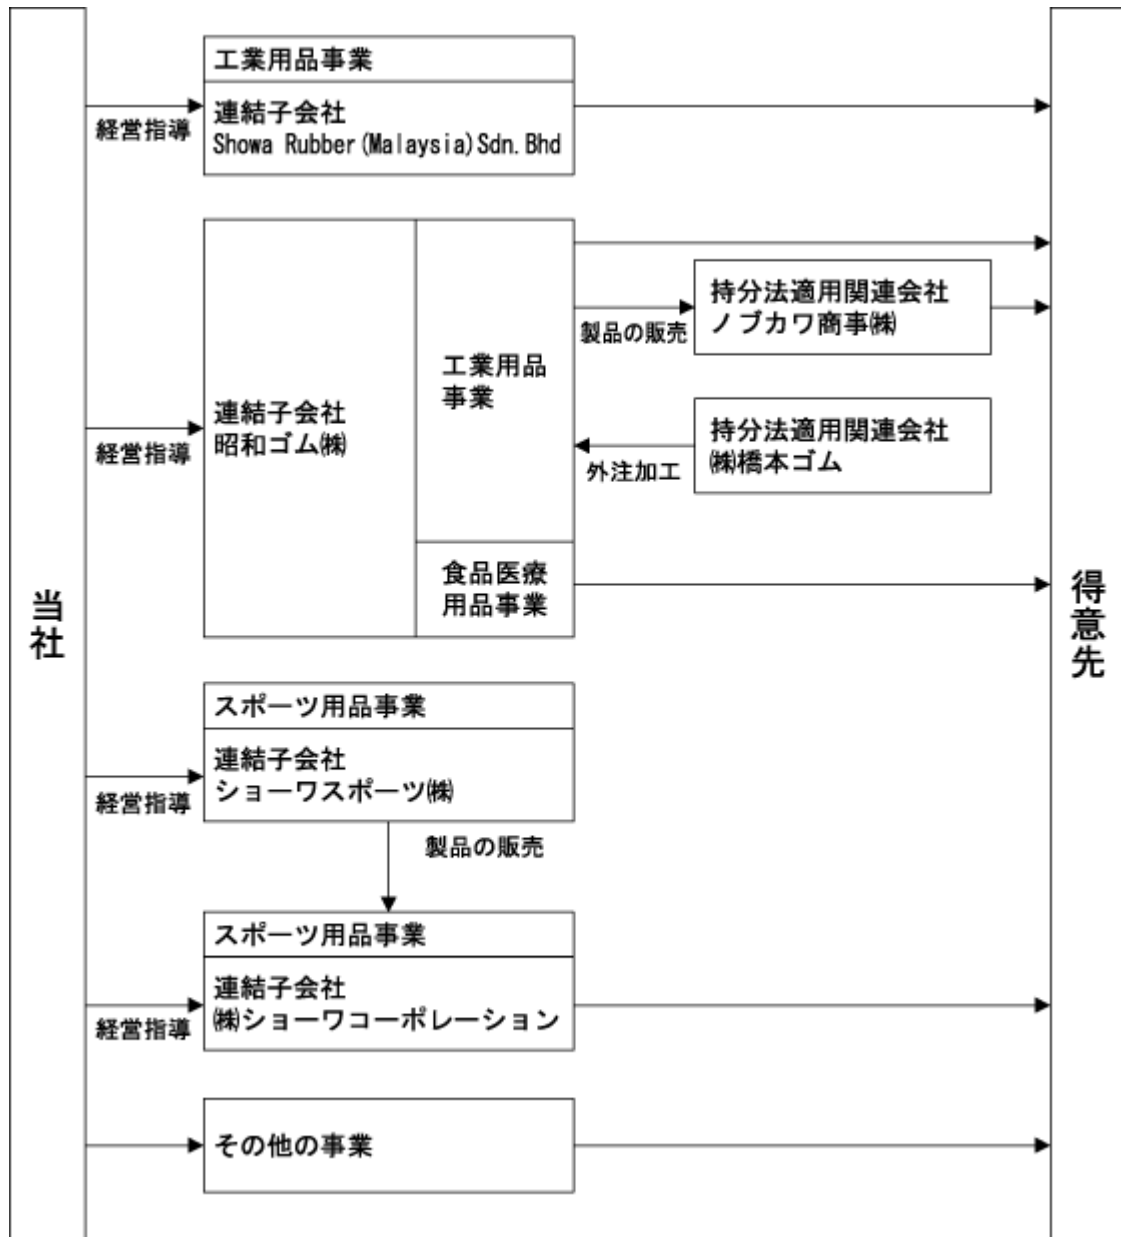 当社
工業用品事業
連結子会社
Showa Rubber(Malaysia)Sdn.Bhd
経営指導
連結子会社
昭和ゴム㈱
経営指導
工業用品
事業
食品医療
用品事業
製品の販売
持分法適用関連会社
ノブカワ商事㈱
外注加工
持分法適用関連会社
㈱橋本ゴム
スポーツ用品事業
連結子会社
ショーワスポーツ㈱
経営指導
製品の販売
スポーツ用品事業
連結子会社
㈱ショーワコーポレーション
経営指導
その他の事業
得意先